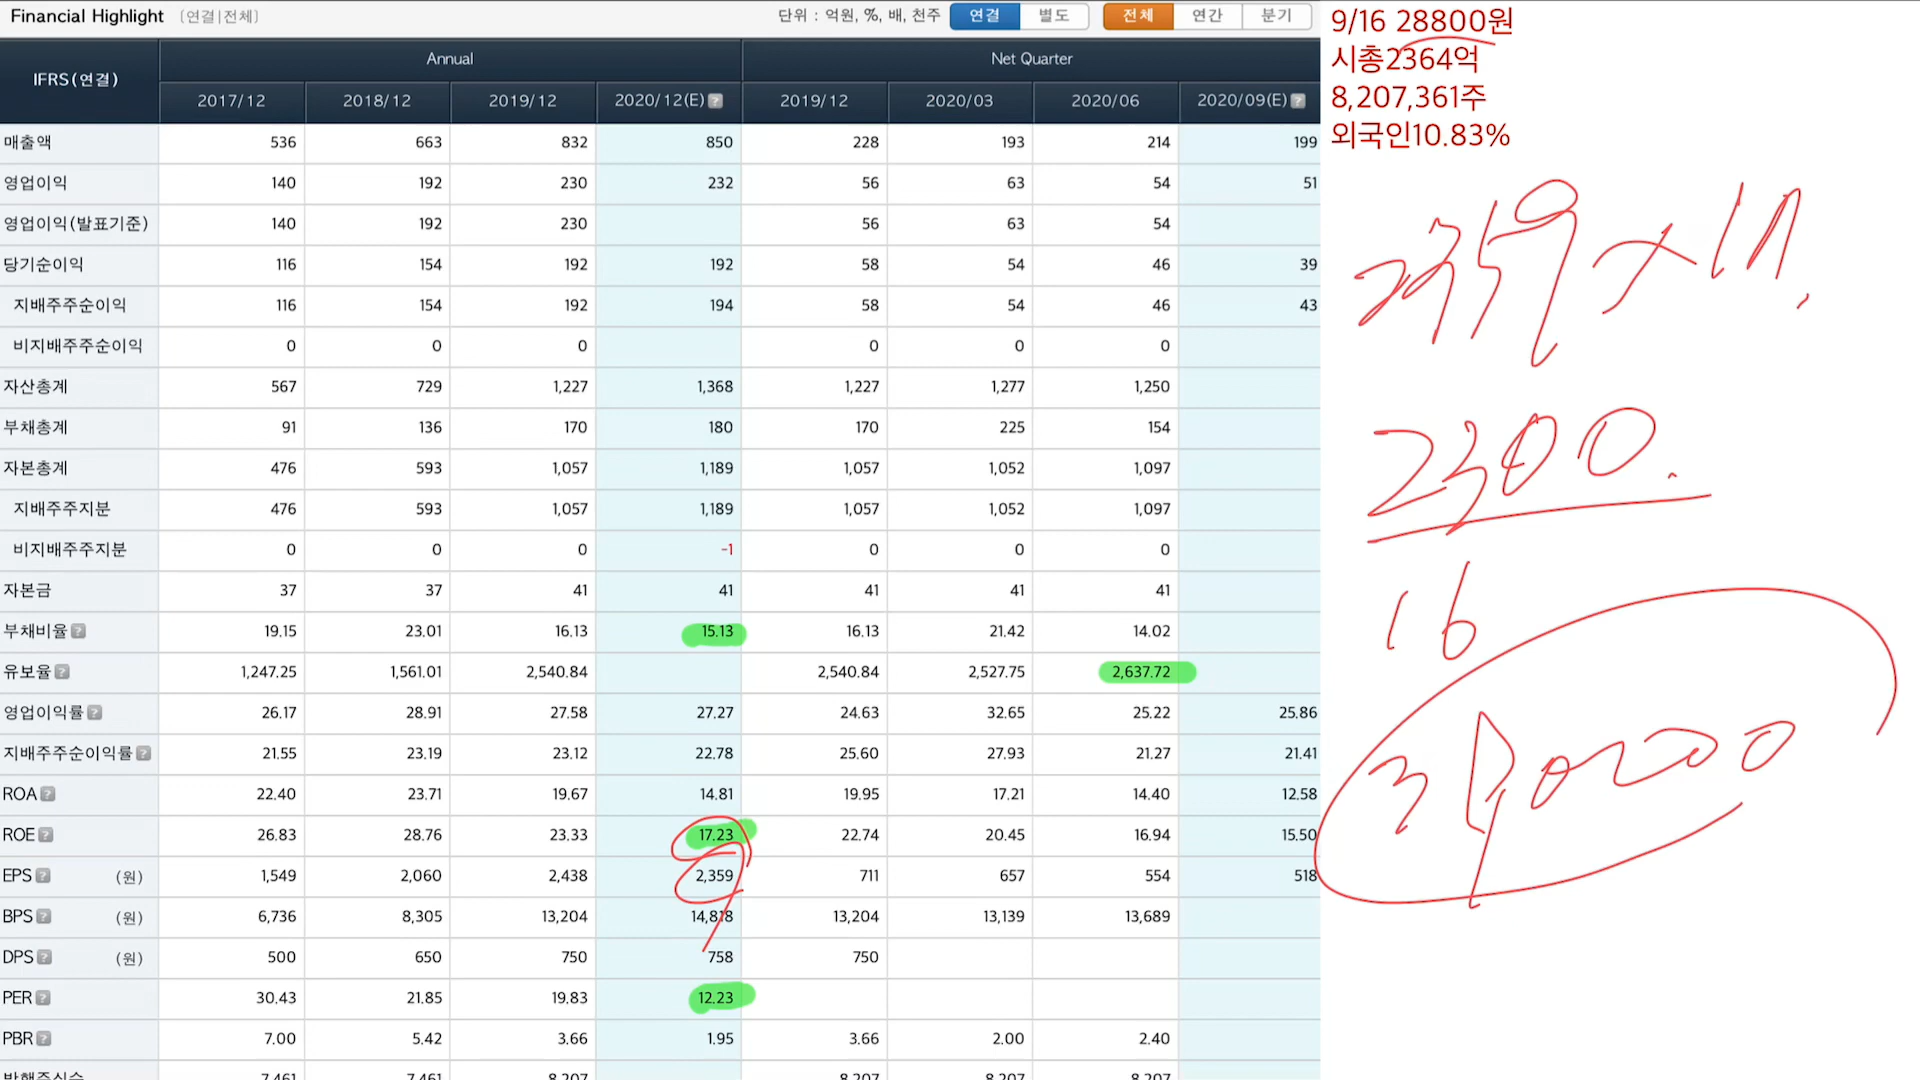 Financial Highlight [연결|전체] 단위 : 억원, %, 배, 천주 연결 별도 전체 연간 분기
IFRS(연결) Annual Net Quarter
2017/12 2018/12 2019/12 2020/12(E) 2019/12 2020/03 2020/06 2020/09(E)
매출액 536 663 832 850 228 193 214 199
영업이익 140 192 230 232 56 63 54 51
영업이익(발표기준) 140 192 230 56 63 54
당기순이익 116 154 192 192 58 54 46 39
지배주주순이익 116 154 192 194 58 54 46 43
비지배주주순이익 0 0 0 0 0 0
자산총계 567 729 1,227 1,368 1,227 1,277 1,250
부채총계 91 136 170 180 170 225 154
자본총계 476 593 1,057 1,189 1,057 1,052 1,097
지배주주지분 476 593 1,057 1,189 1,057 1,052 1,097
비지배주주지분 0 0 0 -1 0 0 0
자본금 37 37 41 41 41 41 41
부채비율 19.15 23.01 16.13 15.13 16.13 21.42 14.02
유보율 1,247.25 1,561.01 2,540.84 2,540.84 2,527.75 2,637.72
영업이익률 26.17 28.91 27.58 27.27 24.63 32.65 25.22 25.86
지배주주순이익률 21.55 23.19 23.12 22.78 25.60 27.93 21.27 21.41
ROA 22.40 23.71 19.67 14.81 19.95 17.21 14.40 12.58
ROE 26.83 28.76 23.33 17.23 22.74 20.45 16.94 15.50
EPS (원) 1,549 2,060 2,438 2,359 711 657 554 518
BPS (원) 6,736 8,305 13,204 14,818 13,204 13,139 13,689
DPS (원) 500 650 750 758 750
PER 30.43 21.85 19.83 12.23
PBR 7.00 5.42 3.66 1.95 3.66 2.00 2.40
발행주식수 7,461 7,461 8,207 8,207 8,207 8,207
9/16 28800원
시총2364억
8,207,361주
외국인10.83%
2359 × 17
2300
16